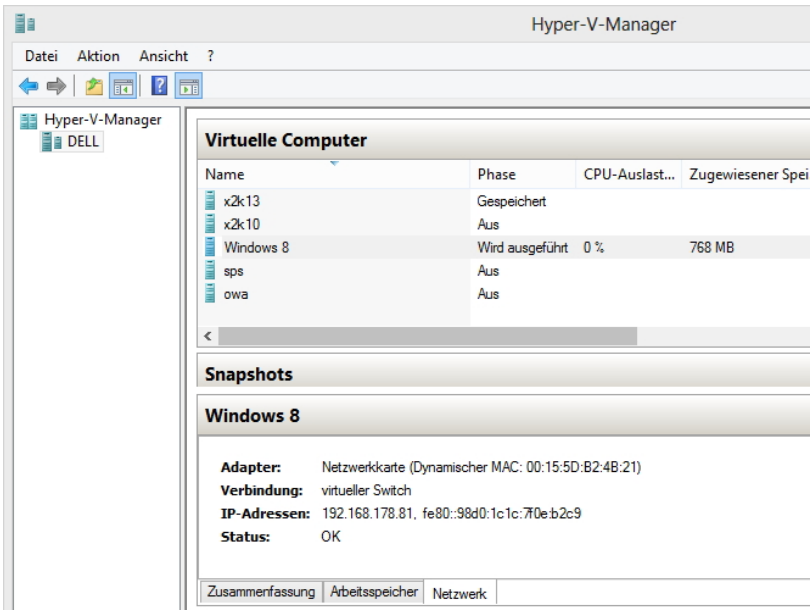 Hyper-V-Manager
Datei Aktion Ansicht ?
Hyper-V-Manager
DELL
Virtuelle Computer
Name Phase CPU-Auslast... Zugewiesener Spei
x2k13 Gespeichert
x2k10 Aus
Windows 8 Wird ausgeführt 0 % 768 MB
sps Aus
owa Aus
Snapshots
Windows 8
Adapter: Netzwerkkarte (Dynamischer MAC: 00:15:5D:B2:4B:21)
Verbindung: virtueller Switch
IP-Adressen: 192.168.178.81, fe80::98d0:1c1c:7f0e:b2c9
Status: OK
Zusammenfassung Arbeitsspeicher Netzwerk